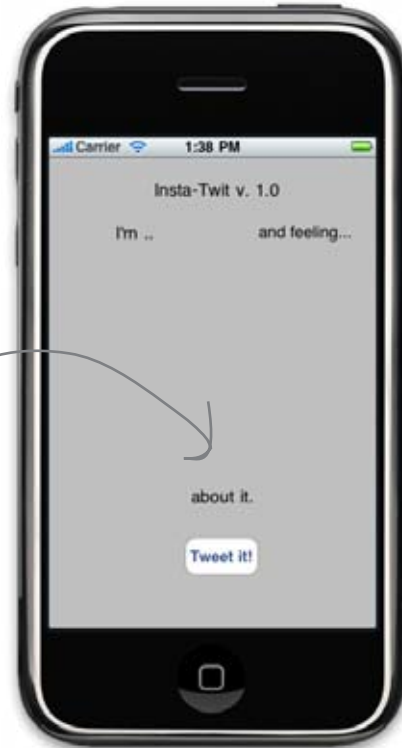 Carrier 1:38 PM
Insta-Twit v. 1.0
I'm .. and feeling...
about it.
Tweet it!